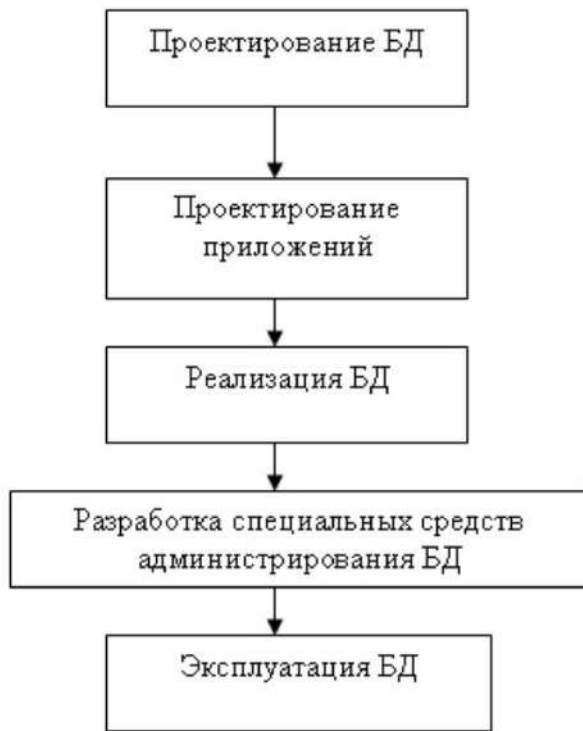 Проектирование БД
Проектирование
приложений
Реализация БД
Разработка специальных средств
администрирования БД
Эксплуатация БД